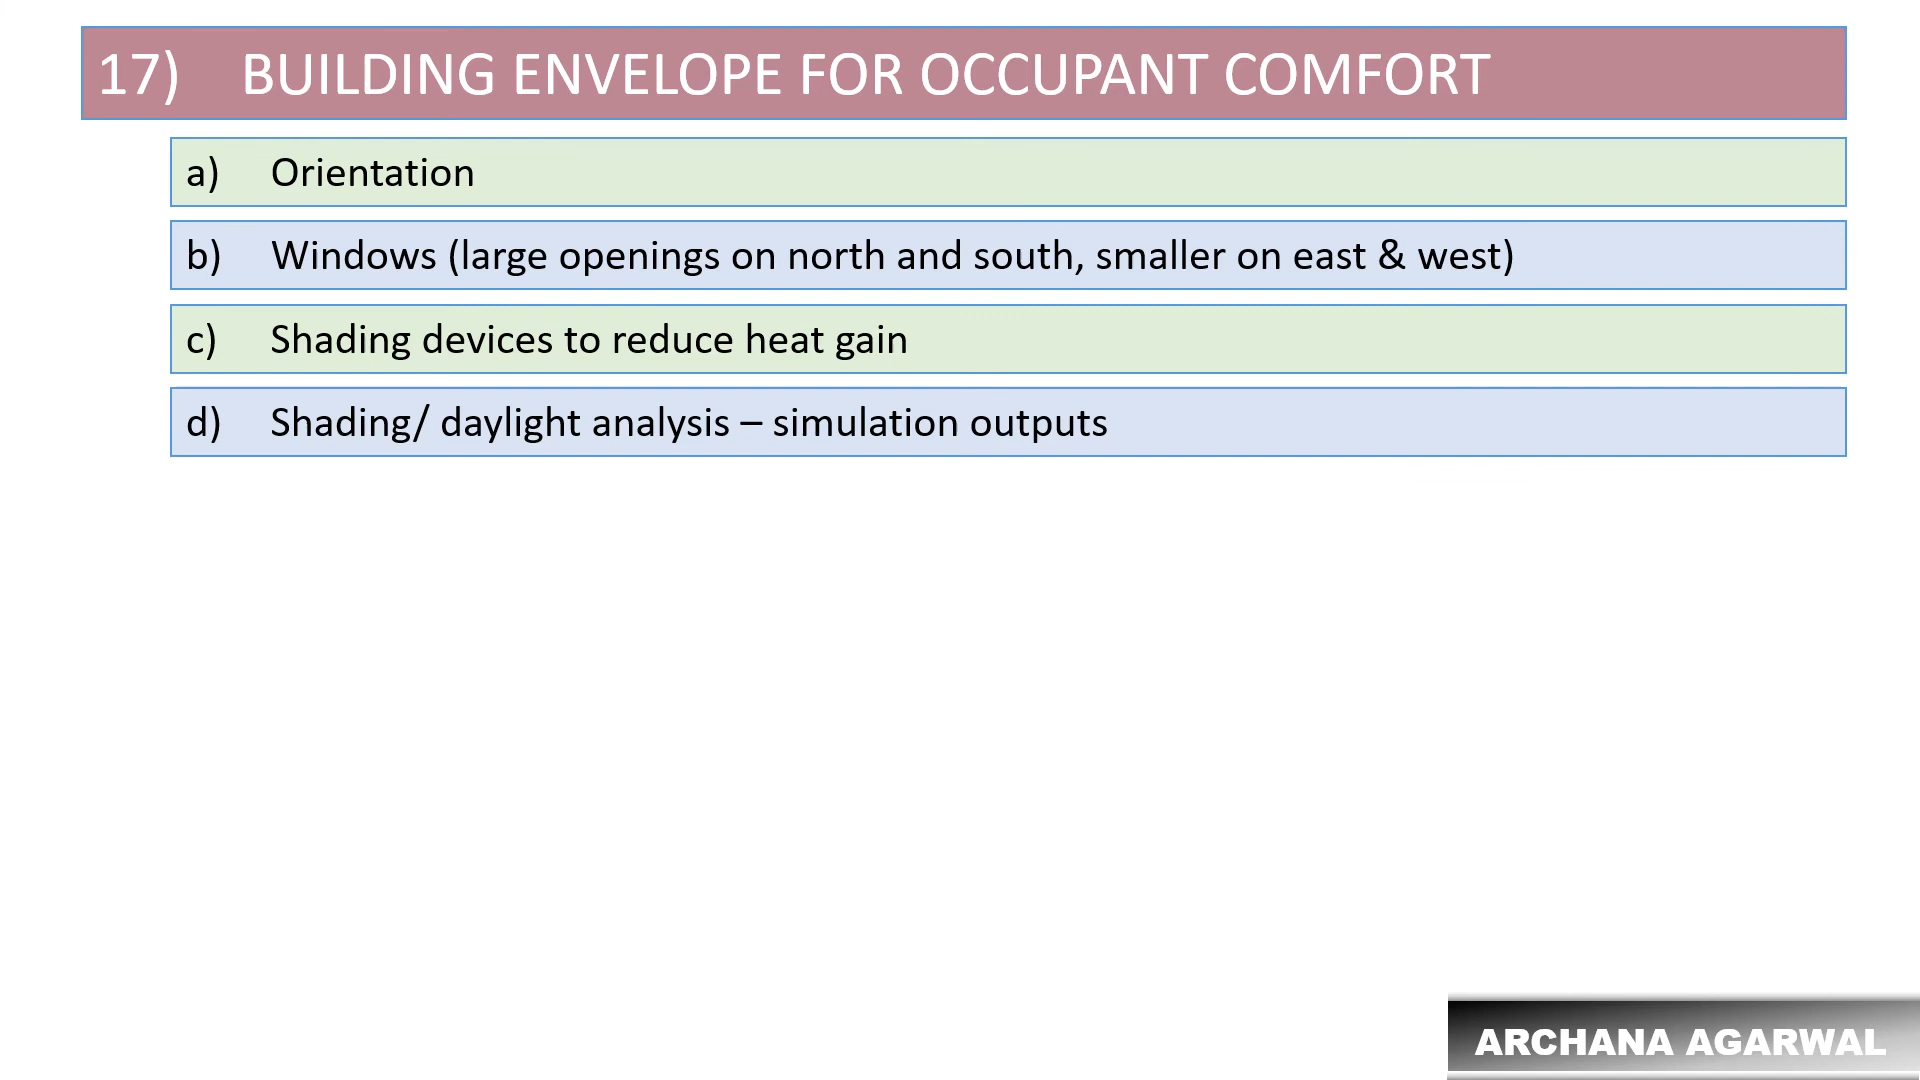 17) BUILDING ENVELOPE FOR OCCUPANT COMFORT
a) Orientation
b) Windows (large openings on north and south, smaller on east & west)
c) Shading devices to reduce heat gain
d) Shading/ daylight analysis – simulation outputs
ARCHANA AGARWAL